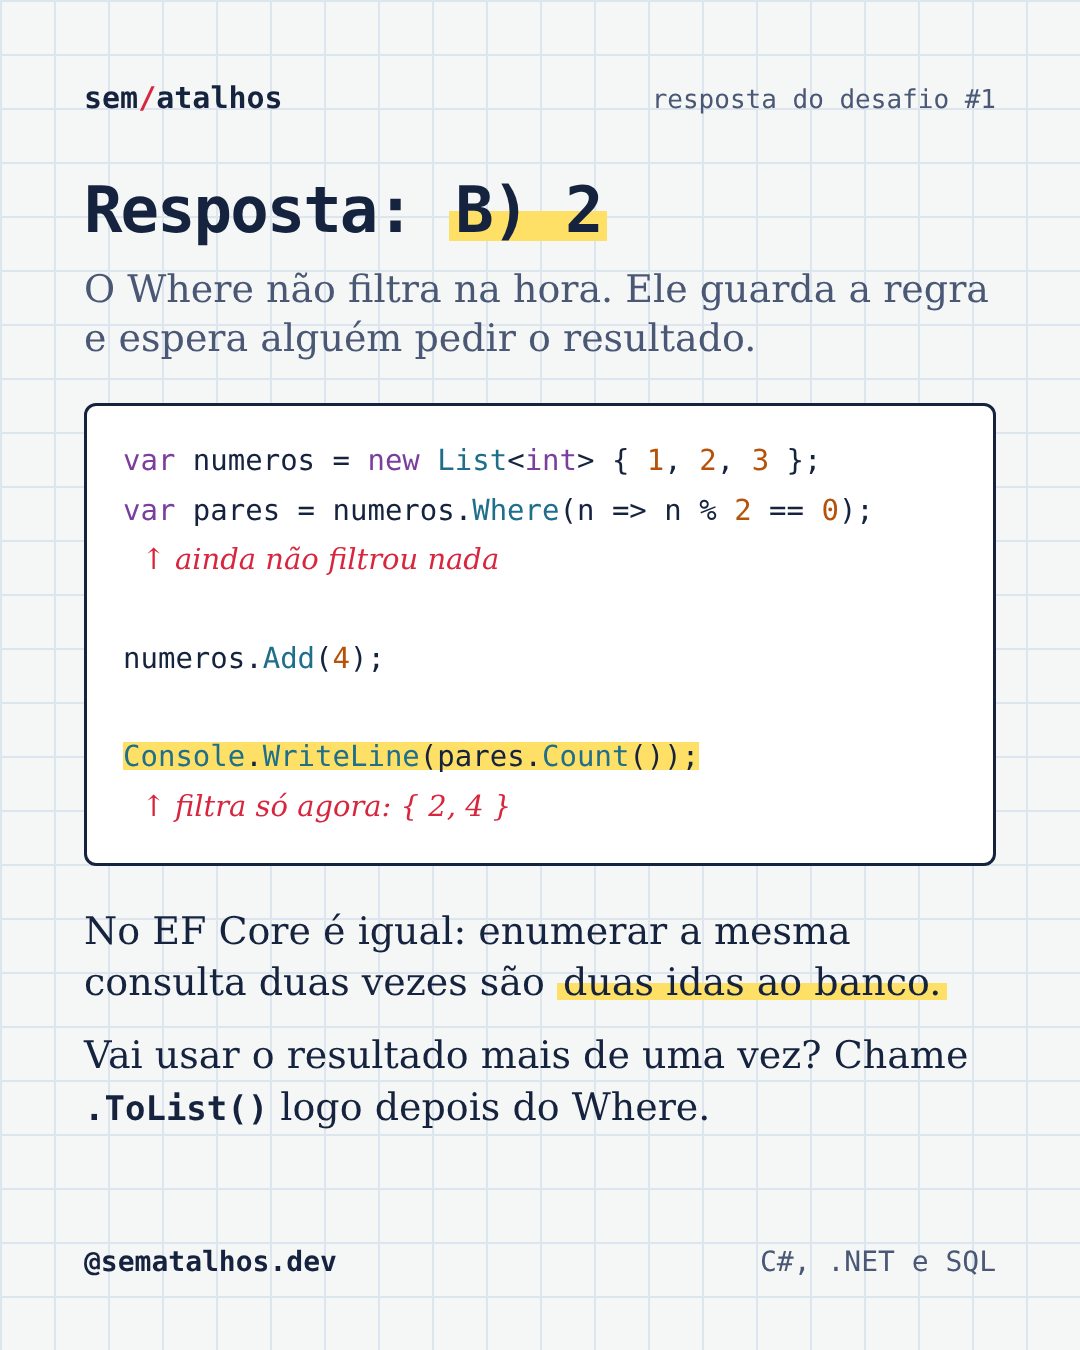 sem/atalhos
resposta do desafio #1
Resposta: B) 2
O Where não filtra na hora. Ele guarda a regra
e espera alguém pedir o resultado.
var numeros = new List<int> { 1, 2, 3 };
var pares = numeros.Where(n => n % 2 == 0);
↑ ainda não filtrou nada
numeros.Add(4);
Console.WriteLine(pares.Count());
↑ filtra só agora: { 2, 4 }
No EF Core é igual: enumerar a mesma
consulta duas vezes são duas idas ao banco.
Vai usar o resultado mais de uma vez? Chame
.ToList() logo depois do Where.
@sematalhos.dev
C#, .NET e SQL